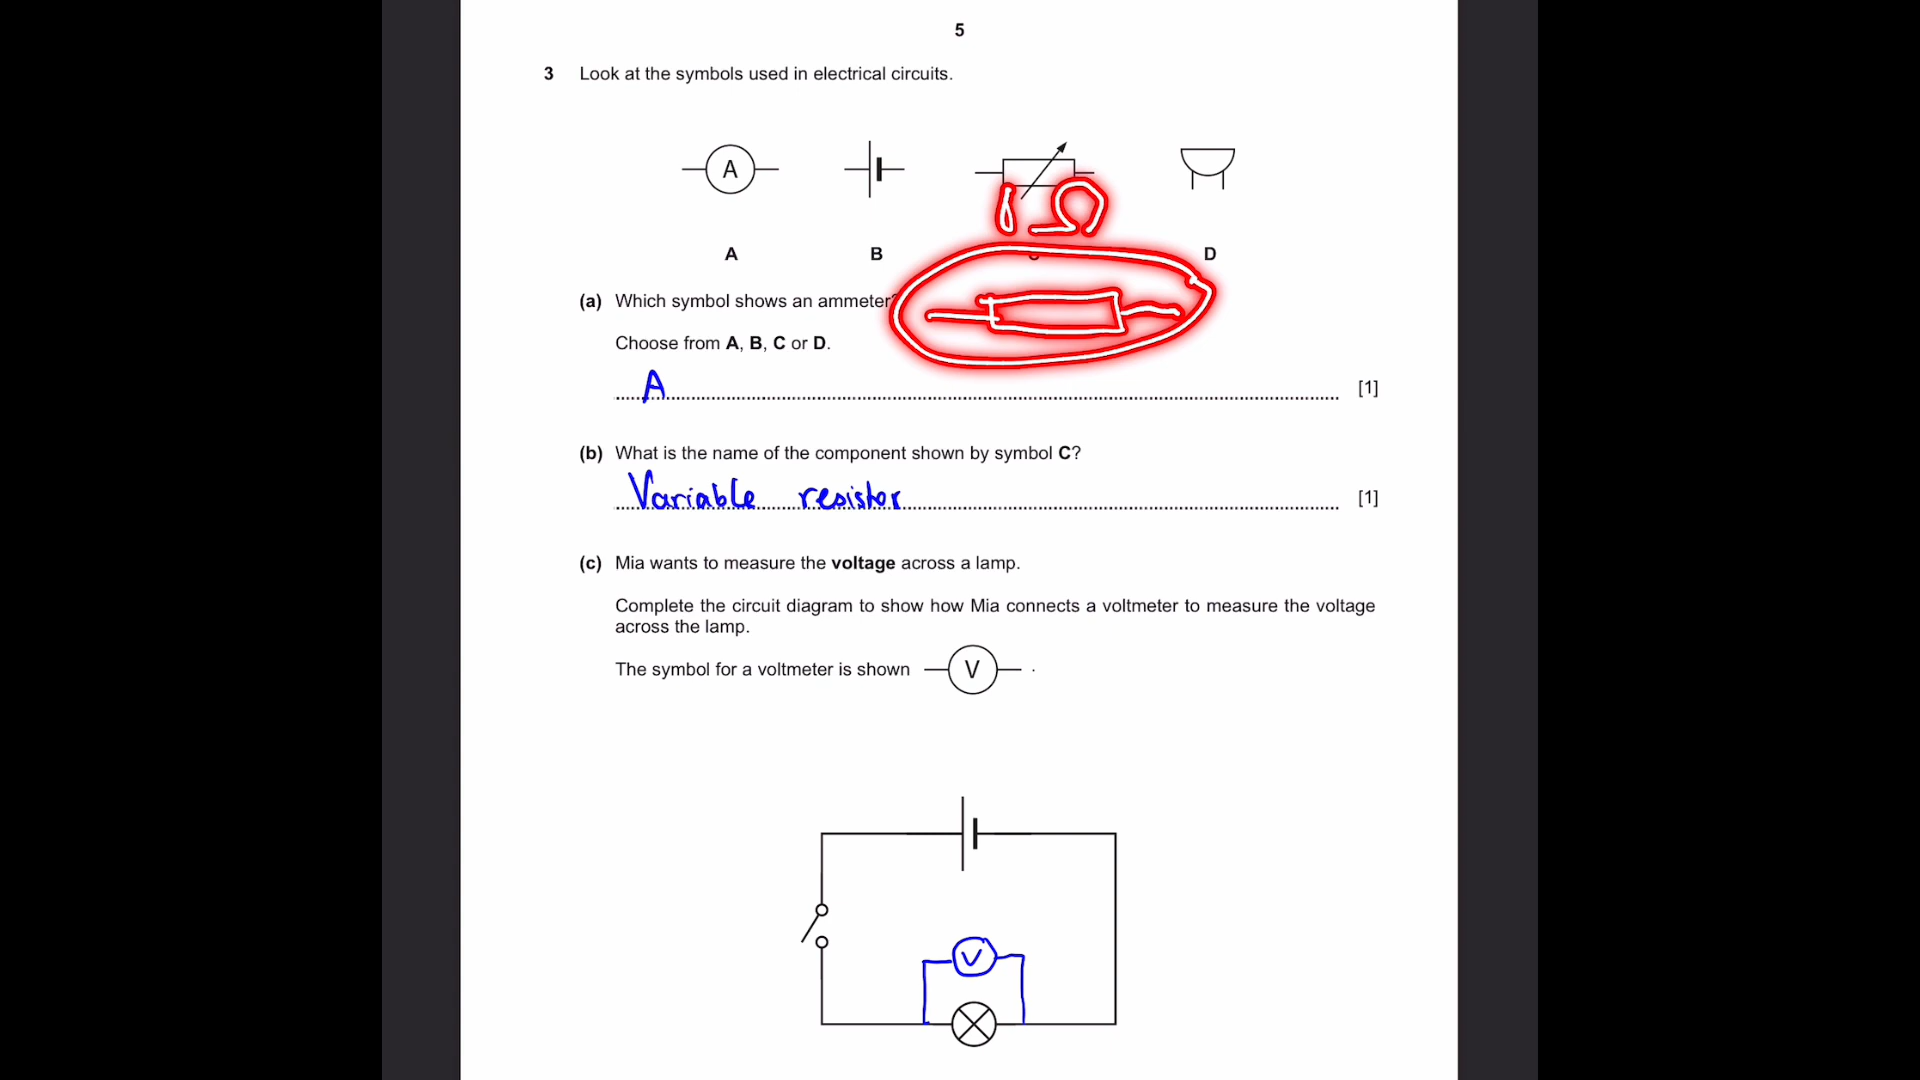 5
3 Look at the symbols used in electrical circuits.
A
A B D
(a) Which symbol shows an ammeter?
Choose from A, B, C or D.
A [1]
(b) What is the name of the component shown by symbol C?
Variable resistor [1]
(c) Mia wants to measure the voltage across a lamp.
Complete the circuit diagram to show how Mia connects a voltmeter to measure the voltage
across the lamp.
The symbol for a voltmeter is shown V .
V